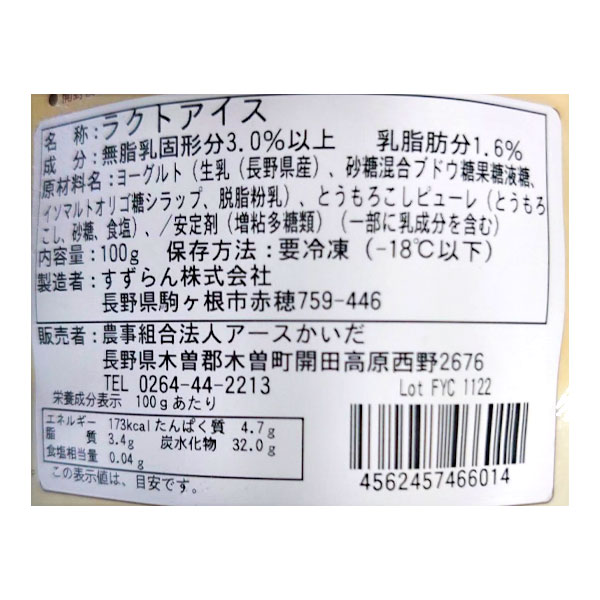 名 称:ラクトアイス
成 分:無脂乳固形分3.0%以上 乳脂肪分1.6%
原材料名:ヨーグルト(生乳(長野県産)、砂糖混合ブドウ糖果糖液糖、
イソマルトオリゴ糖シラップ、脱脂粉乳)、とうもろこしピューレ(とうもろ
こし、砂糖、食塩)、/安定剤(増粘多糖類)(一部に乳成分を含む)
内容量:100g 保存方法:要冷凍(-18℃以下)
製造者:すずらん株式会社
長野県駒ヶ根市赤穂759-446
販売者:農事組合法人アースかいだ
長野県木曽郡木曽町開田高原西野2676
TEL 0264-44-2213
Lot FYC 1122
栄養成分表示 100gあたり
エネルギー 173kcal たんぱく質 4.7g
脂 質 3.4g 炭水化物 32.0g
食塩相当量 0.04g
この表示値は、目安です。
4562457466014